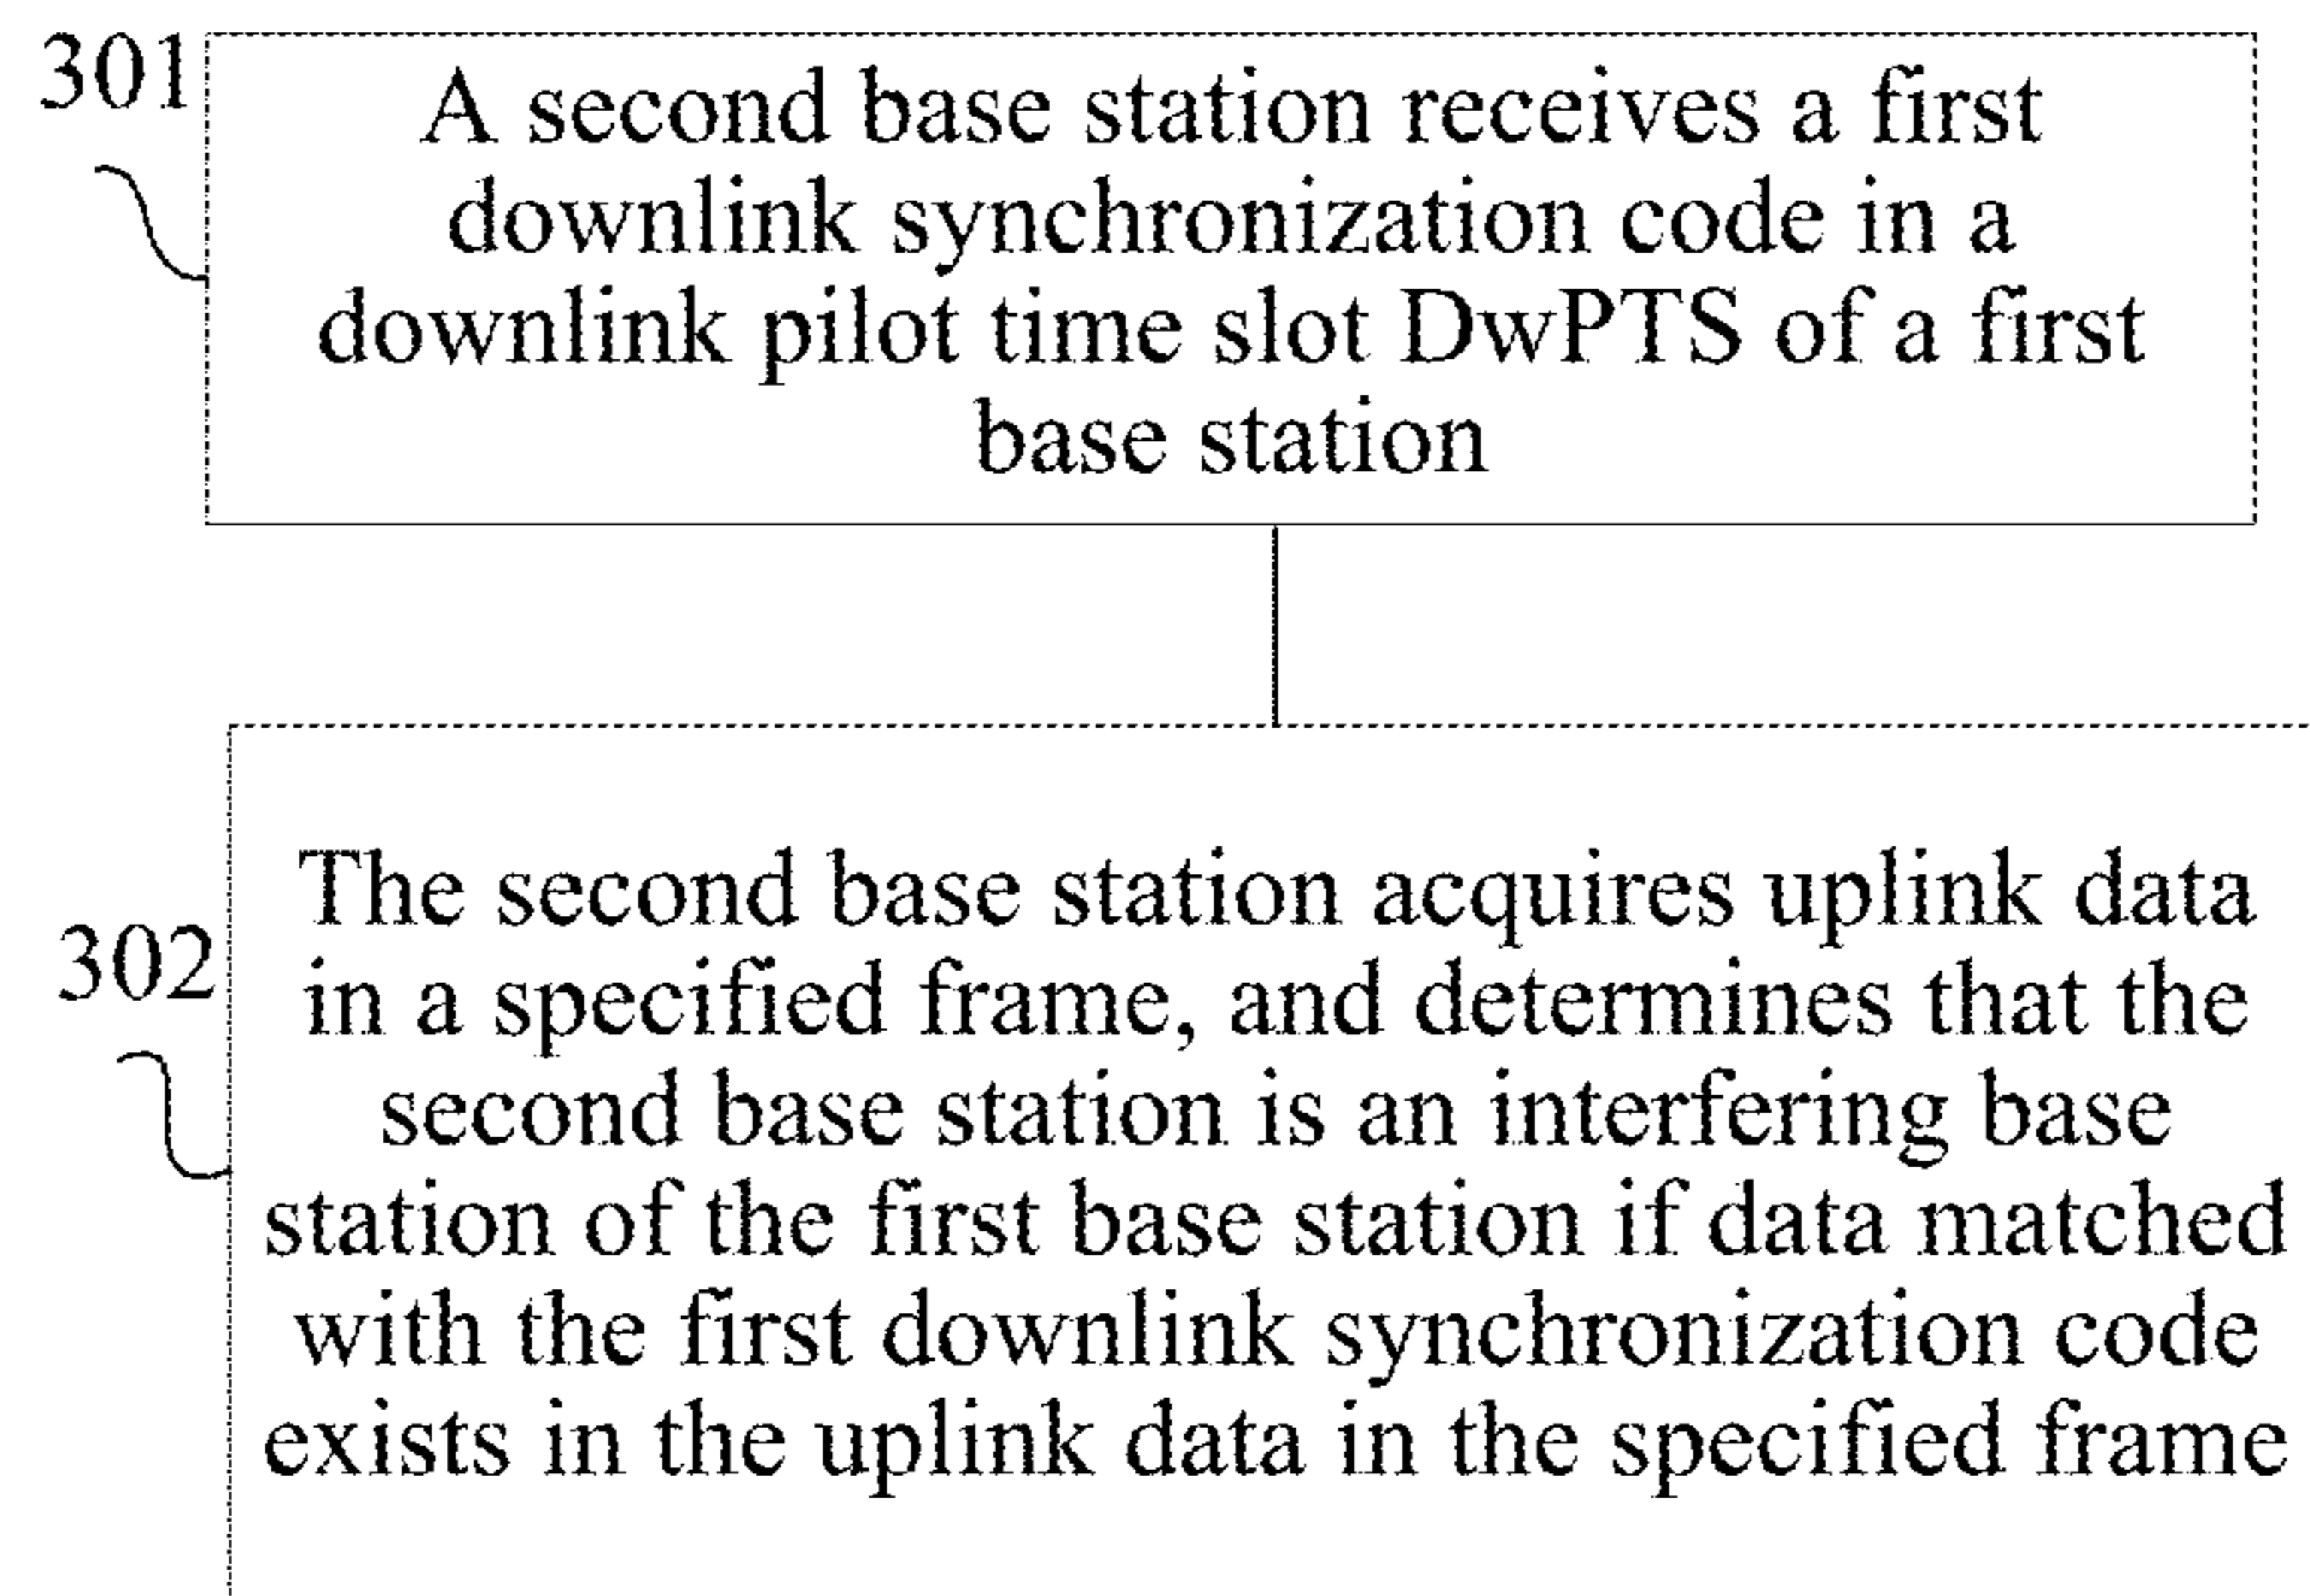 301
A second base station receives a first
downlink synchronization code in a
downlink pilot time slot DwPTS of a first
base station
302
The second base station acquires uplink data
in a specified frame, and determines that the
second base station is an interfering base
station of the first base station if data matched
with the first downlink synchronization code
exists in the uplink data in the specified frame